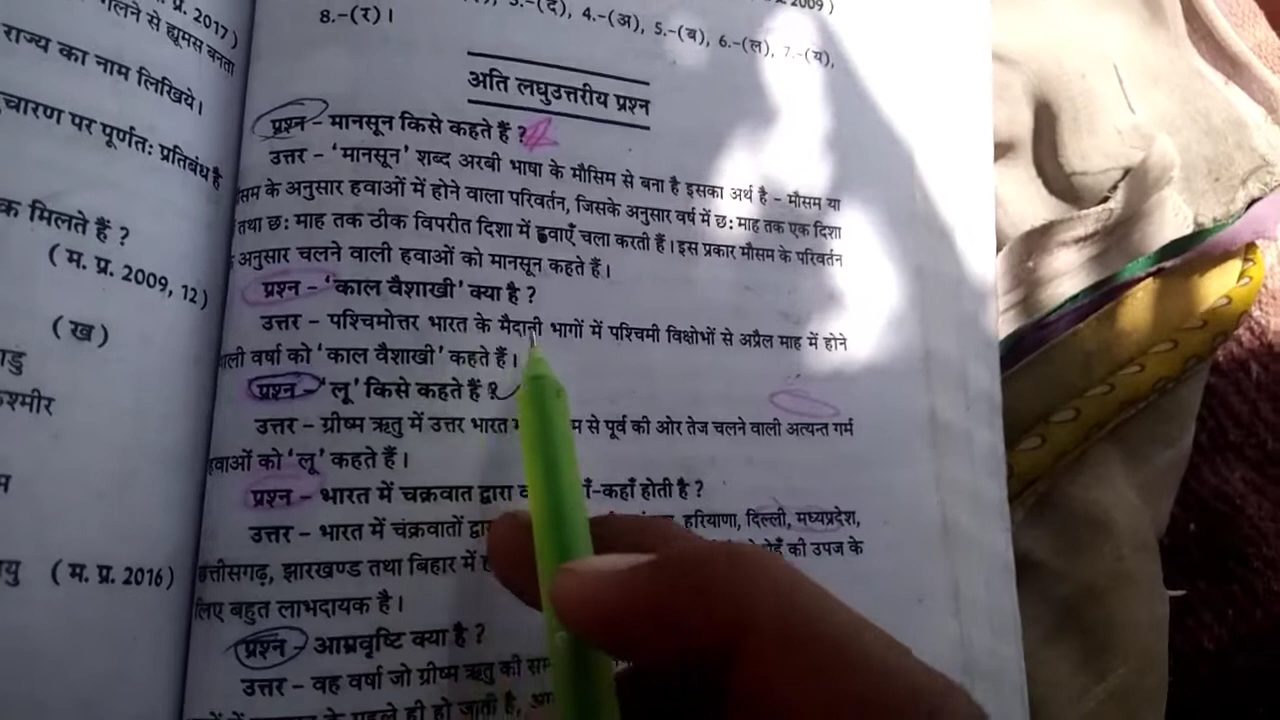 प्र. 2017)
गलने से ह्यूमस बनता
राज्य का नाम लिखिये।
चारण पर पूर्णतः प्रतिबंध है
क मिलते हैं ?
(म. प्र. 2009, 12)
(ख)
डु
श्मीर
यु (म. प्र. 2016)
2009)
3.-(द), 4.-(अ), 5.-(ब), 6.-(ल), 7.-(य),
8.-(र)।
अति लघुउत्तरीय प्रश्न
प्रश्न – मानसून किसे कहते हैं ?
उत्तर – 'मानसून' शब्द अरबी भाषा के मौसिम से बना है इसका अर्थ है – मौसम या
सम के अनुसार हवाओं में होने वाला परिवर्तन, जिसके अनुसार वर्ष में छ: माह तक एक दिशा
तथा छ: माह तक ठीक विपरीत दिशा में हवाएँ चला करती हैं। इस प्रकार मौसम के परिवर्तन
अनुसार चलने वाली हवाओं को मानसून कहते हैं।
प्रश्न – 'काल वैशाखी' क्या है ?
उत्तर – पश्चिमोत्तर भारत के मैदानी भागों में पश्चिमी विक्षोभों से अप्रैल माह में होने
ाली वर्षा को 'काल वैशाखी' कहते हैं।
प्रश्न – 'लू' किसे कहते हैं ?
उत्तर – ग्रीष्म ऋतु में उत्तर भारत म से पूर्व की ओर तेज चलने वाली अत्यन्त गर्म
हवाओं को 'लू' कहते हैं।
प्रश्न – भारत में चक्रवात द्वारा व ँ-कहाँ होती है ?
उत्तर – भारत में चंक्रवातों द्वा हरियाणा, दिल्ली, मध्यप्रदेश,
छत्तीसगढ़, झारखण्ड तथा बिहार में गेहूँ की उपज के
लिए बहुत लाभदायक है।
प्रश्न – आम्रवृष्टि क्या है ?
उत्तर – वह वर्षा जो ग्रीष्म ऋतु की सम
के पहले ही हो जाती है, आ